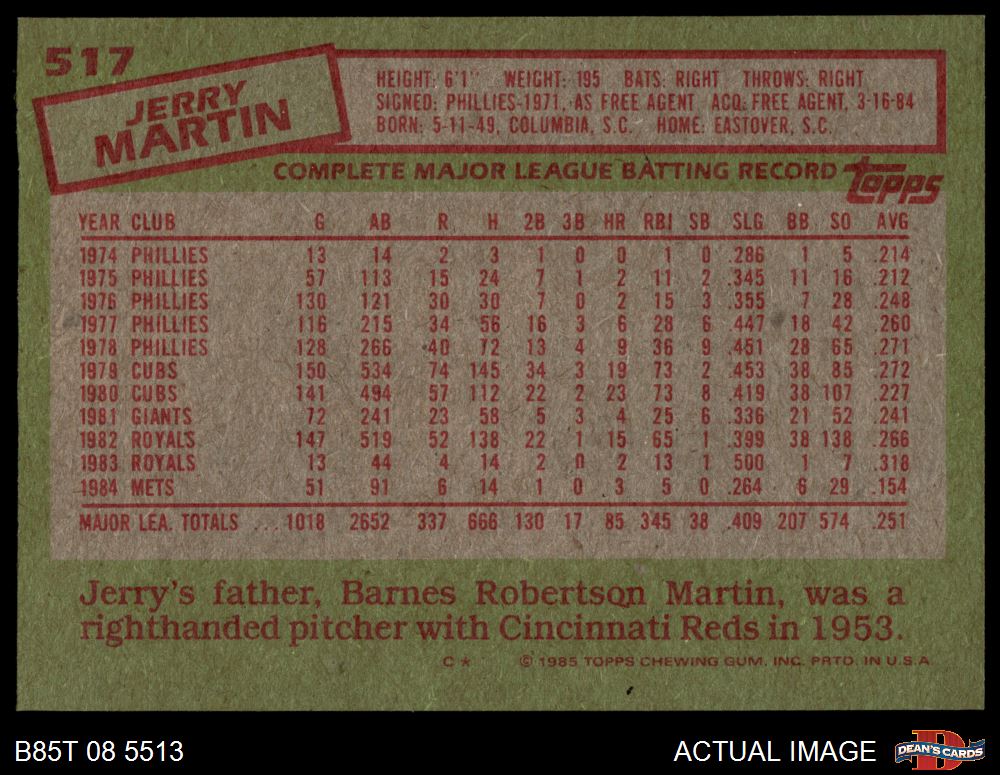 517
JERRY
MARTIN
HEIGHT: 6'1" WEIGHT: 195 BATS: RIGHT THROWS: RIGHT
SIGNED: PHILLIES-1971, AS FREE AGENT ACQ: FREE AGENT, 3-16-84
BORN: 5-11-49, COLUMBIA, S.C. HOME: EASTOVER, S.C.
COMPLETE MAJOR LEAGUE BATTING RECORD topps
YEAR CLUB G AB R H 2B 3B HR RBI SB SLG BB SO AVG
1974 PHILLIES 13 14 2 3 1 0 0 1 0 .286 1 5 .214
1975 PHILLIES 57 113 15 24 7 1 2 11 2 .345 11 16 .212
1976 PHILLIES 130 121 30 30 7 0 2 15 3 .355 7 28 .248
1977 PHILLIES 116 215 34 56 16 3 6 28 6 .447 18 42 .260
1978 PHILLIES 128 266 40 72 13 4 9 36 9 .451 28 65 .271
1979 CUBS 150 534 74 145 34 3 19 73 2 .453 38 85 .272
1980 CUBS 141 494 57 112 22 2 23 73 8 .419 38 107 .227
1981 GIANTS 72 241 23 58 5 3 4 25 6 .336 21 52 .241
1982 ROYALS 147 519 52 138 22 1 15 65 1 .399 38 138 .266
1983 ROYALS 13 44 4 14 2 0 2 13 1 .500 1 7 .318
1984 METS 51 91 6 14 1 0 3 5 0 .264 6 29 .154
MAJOR LEA. TOTALS ... 1018 2652 337 666 130 17 85 345 38 .409 207 574 .251
Jerry's father, Barnes Robertson Martin, was a
righthanded pitcher with Cincinnati Reds in 1953.
C * © 1985 TOPPS CHEWING GUM, INC. PRTD. IN U.S.A.
B85T 08 5513 ACTUAL IMAGE D DEAN'S CARDS